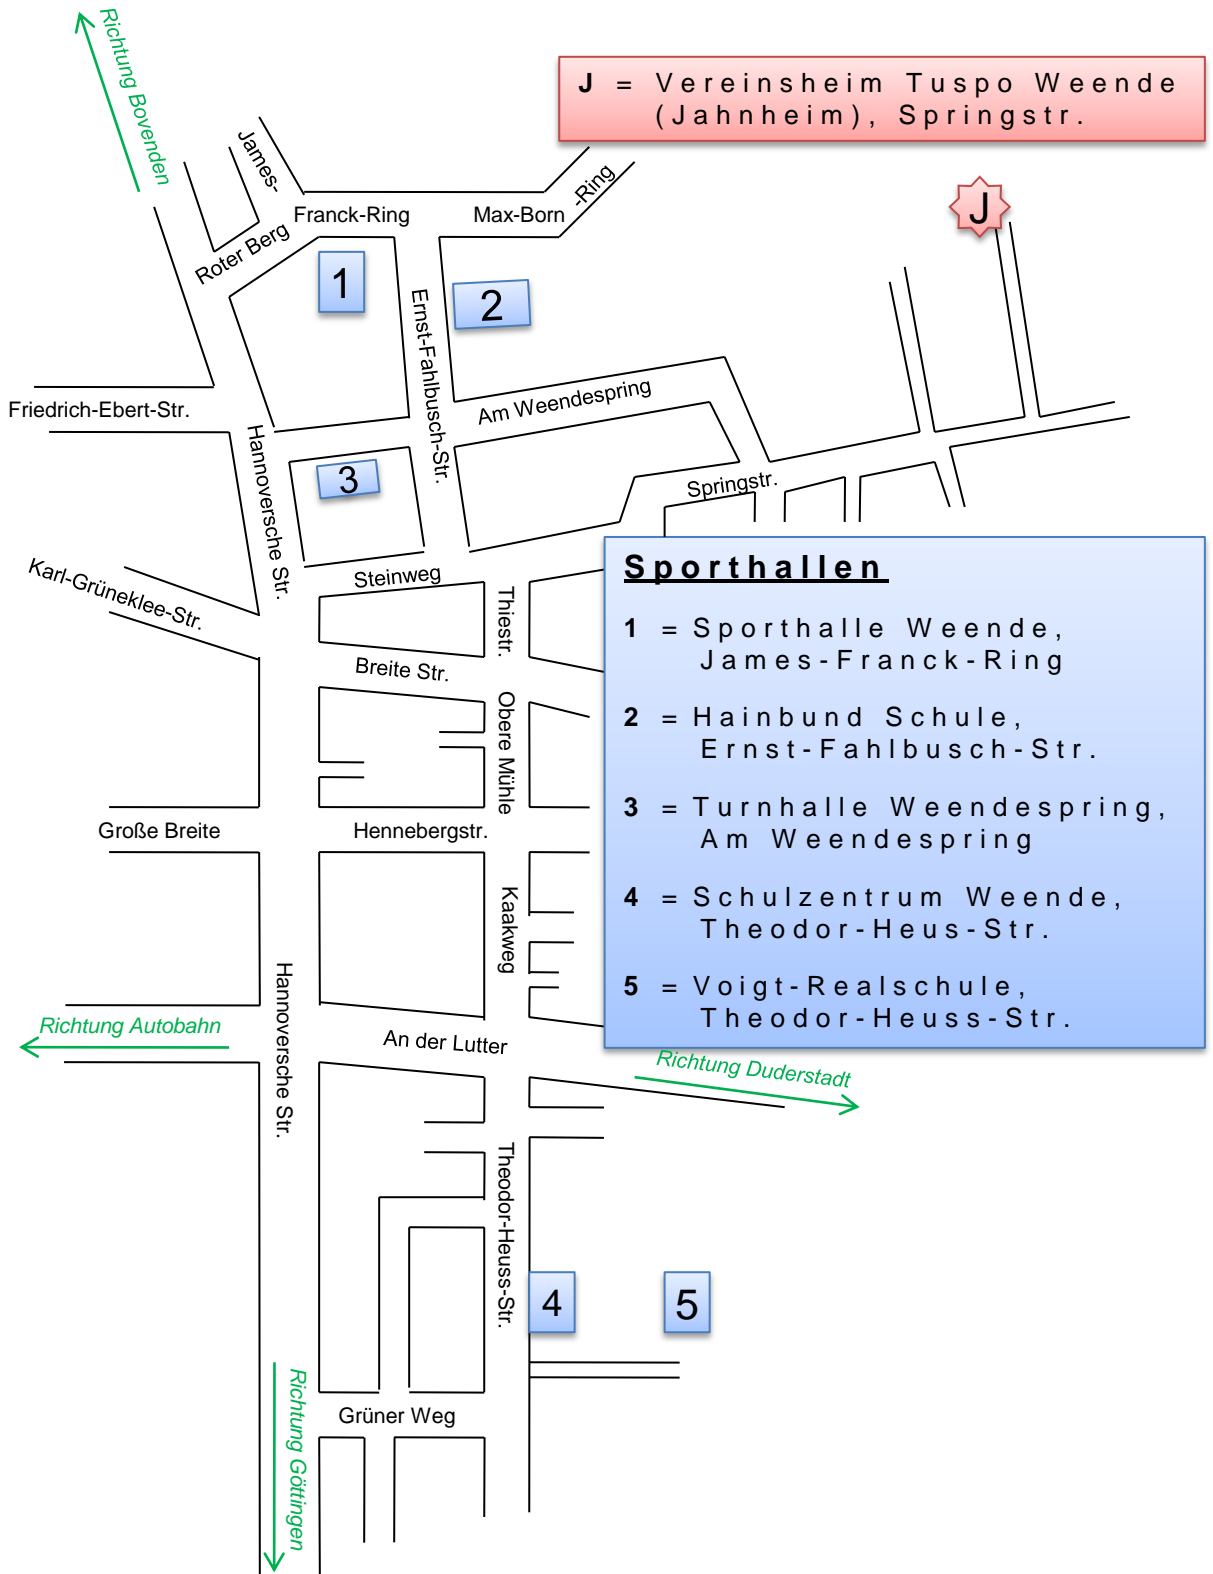 Richtung Bovenden
J = Vereinsheim Tuspo Weende
(Jahnheim), Springstr.
James-
Franck-Ring
Max-Born
-Ring
J
Roter Berg
1
2
Ernst-Fahlbusch-Str.
Friedrich-Ebert-Str.
Am Weendespring
Hannoversche Str.
3
Springstr.
Karl-Grüneklee-Str.
Steinweg
Thiestr.
Breite Str.
Obere Mühle
Große Breite
Hennebergstr.
Kaakweg
Sporthallen
1 = Sporthalle Weende,
James-Franck-Ring
2 = Hainbund Schule,
Ernst-Fahlbusch-Str.
3 = Turnhalle Weendespring,
Am Weendespring
4 = Schulzentrum Weende,
Theodor-Heus-Str.
5 = Voigt-Realschule,
Theodor-Heuss-Str.
Hannoversche Str.
Richtung Autobahn
An der Lutter
Richtung Duderstadt
Theodor-Heuss-Str.
4
5
Richtung Göttingen
Grüner Weg